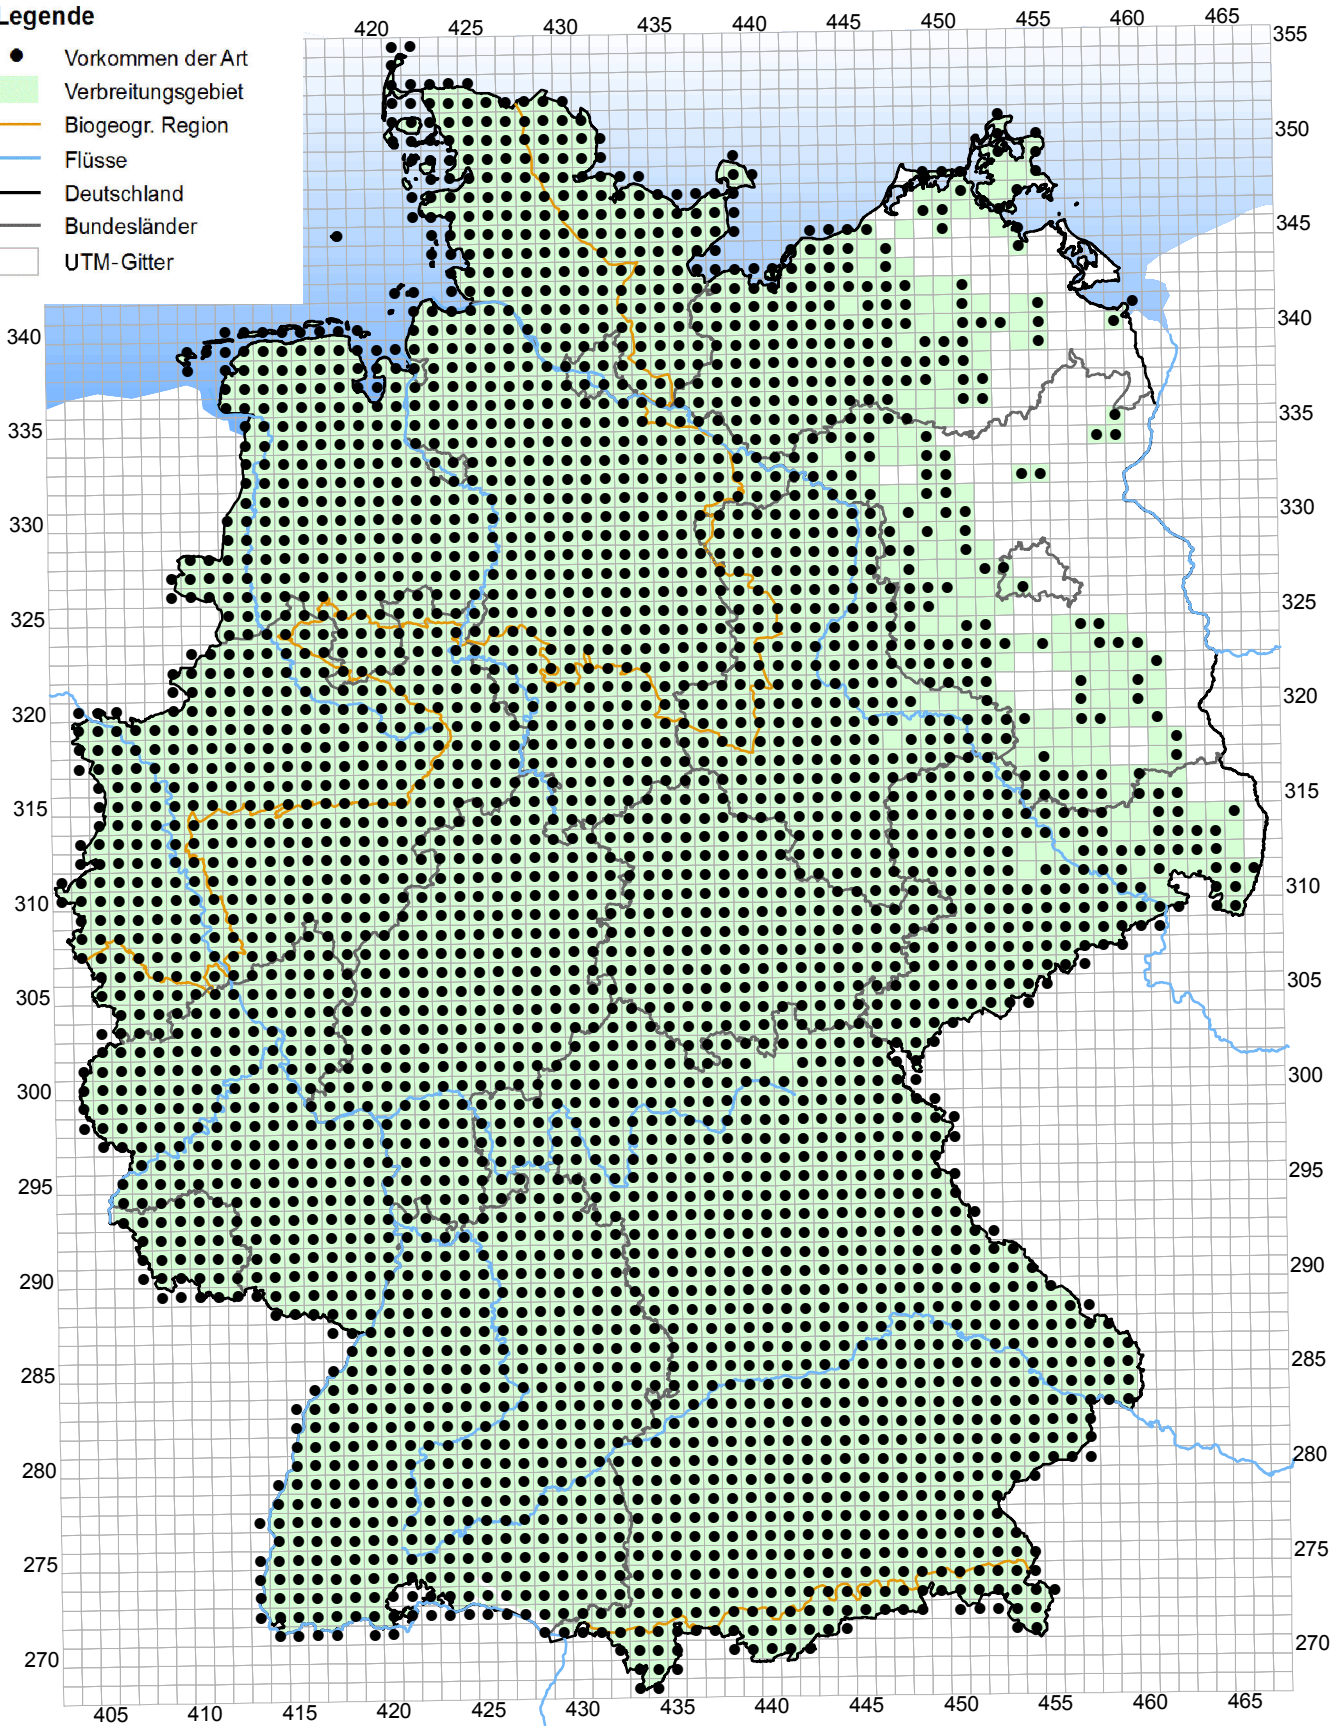 Legende
Vorkommen der Art
Verbreitungsgebiet
Biogeogr. Region
Flüsse
Deutschland
Bundesländer
UTM-Gitter
420 425 430 435 440 445 450 455 460 465
355
350
345
340 340
335 335
330 330
325 325
320 320
315 315
310 310
305 305
300 300
295 295
290 290
285 285
280 280
275 275
270 270
405 410 415 420 425 430 435 440 445 450 455 460 465